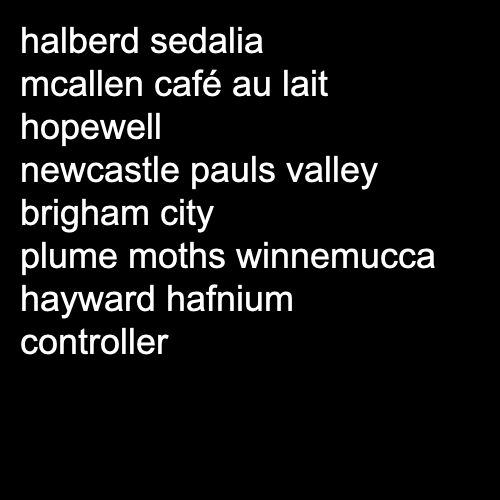 halberd sedalia
mcallen café au lait
hopewell
newcastle pauls valley
brigham city
plume moths winnemucca
hayward hafnium
controller